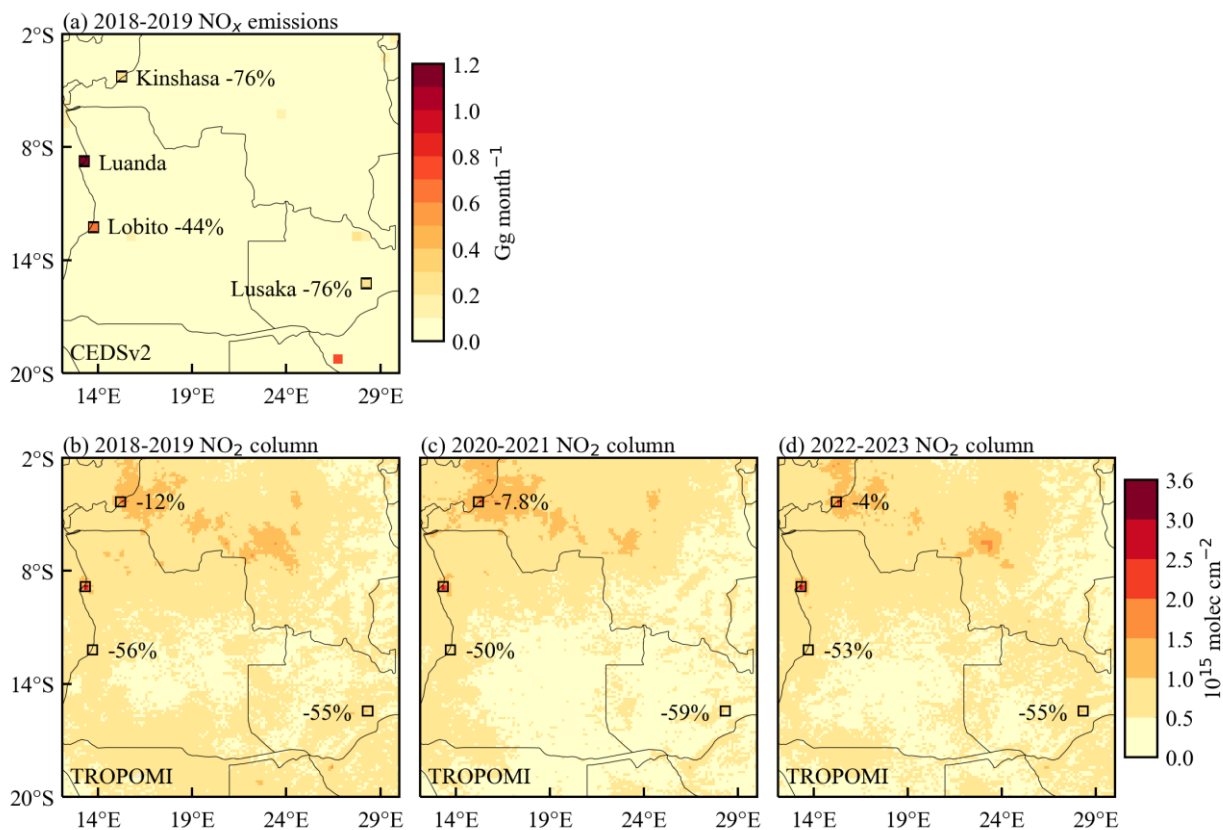 (a) 2018-2019 NOₓ emissions
2°S
8°S
14°S
20°S
Kinshasa -76%
Luanda
Lobito -44%
Lusaka -76%
CEDSv2
14°E 19°E 24°E 29°E
1.2
1.0
0.8
0.6
0.4
0.2
0.0
Gg month⁻¹
(b) 2018-2019 NO₂ column
2°S
8°S
14°S
20°S
-12%
-56%
-55%
TROPOMI
14°E 19°E 24°E 29°E
(c) 2020-2021 NO₂ column
-7.8%
-50%
-59%
TROPOMI
14°E 19°E 24°E 29°E
(d) 2022-2023 NO₂ column
-4%
-53%
-55%
TROPOMI
14°E 19°E 24°E 29°E
3.6
3.0
2.5
2.0
1.5
1.0
0.5
0.0
10¹⁵ molec cm⁻²